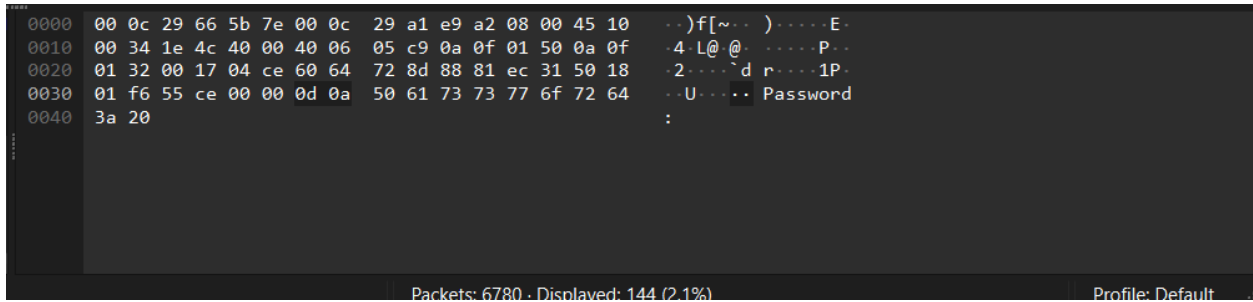 0000 00 0c 29 66 5b 7e 00 0c 29 a1 e9 a2 08 00 45 10 ··)f[~·· )·····E·
0010 00 34 1e 4c 40 00 40 06 05 c9 0a 0f 01 50 0a 0f ·4·L@·@· ·····P··
0020 01 32 00 17 04 ce 60 64 72 8d 88 81 ec 31 50 18 ·2····`d r····1P·
0030 01 f6 55 ce 00 00 0d 0a 50 61 73 73 77 6f 72 64 ··U····· Password
0040 3a 20 :
Packets: 6780 · Displayed: 144 (2.1%) Profile: Default